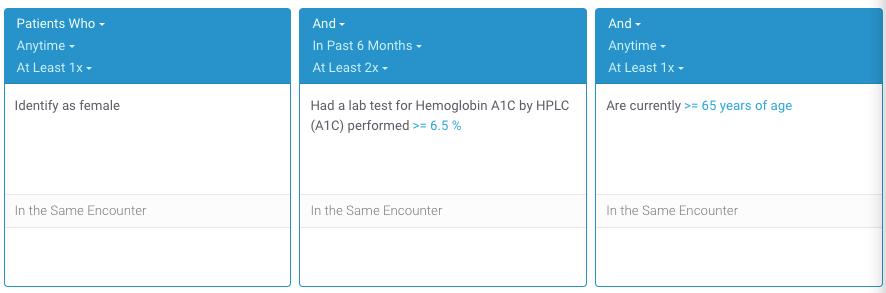 Patients Who
Anytime
At Least 1x
Identify as female
In the Same Encounter
And
In Past 6 Months
At Least 2x
Had a lab test for Hemoglobin A1C by HPLC
(A1C) performed >= 6.5 %
In the Same Encounter
And
Anytime
At Least 1x
Are currently >= 65 years of age
In the Same Encounter